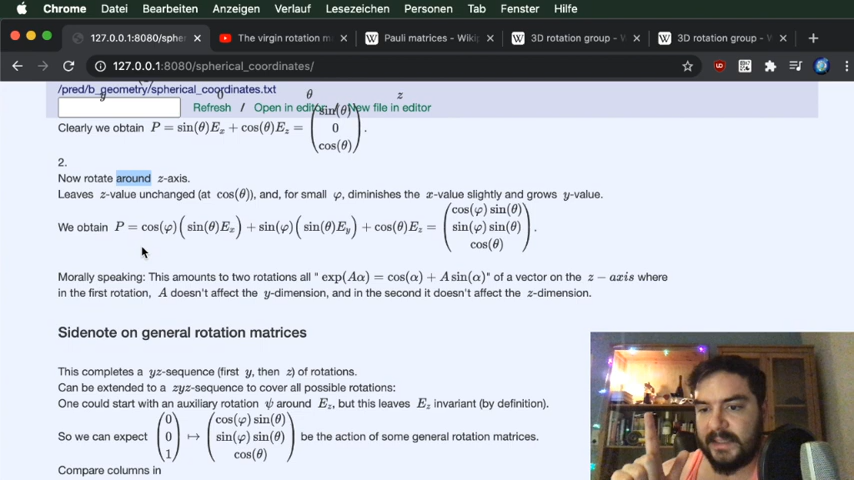 Chrome Datei Bearbeiten Anzeigen Verlauf Lesezeichen Personen Tab Fenster Hilfe
127.0.0.1:8080/spher × The virgin rotation m × Pauli matrices - Wikip × 3D rotation group - W × 3D rotation group - W ×
127.0.0.1:8080/spherical_coordinates/
/pred/b_geometry/spherical_coordinates.txt
y θ z
Refresh / Open in editor / New file in editor
Clearly we obtain P = sin(θ)E_x + cos(θ)E_z = (sin(θ) 0 cos(θ)).
2.
Now rotate around z-axis.
Leaves z-value unchanged (at cos(θ)), and, for small φ, diminishes the x-value slightly and grows y-value.
We obtain P = cos(φ)(sin(θ)E_x) + sin(φ)(sin(θ)E_y) + cos(θ)E_z = (cos(φ) sin(θ) sin(φ) sin(θ) cos(θ)).
Morally speaking: This amounts to two rotations all " exp(Aα) = cos(α) + A sin(α)" of a vector on the z − axis where
in the first rotation, A doesn't affect the y-dimension, and in the second it doesn't affect the z-dimension.
Sidenote on general rotation matrices
This completes a yz-sequence (first y, then z) of rotations.
Can be extended to a zyz-sequence to cover all possible rotations:
One could start with an auxiliary rotation ψ around E_z, but this leaves E_z invariant (by definition).
So we can expect (0 0 1) ↦ (cos(φ) sin(θ) sin(φ) sin(θ) cos(θ)) be the action of some general rotation matrices.
Compare columns in